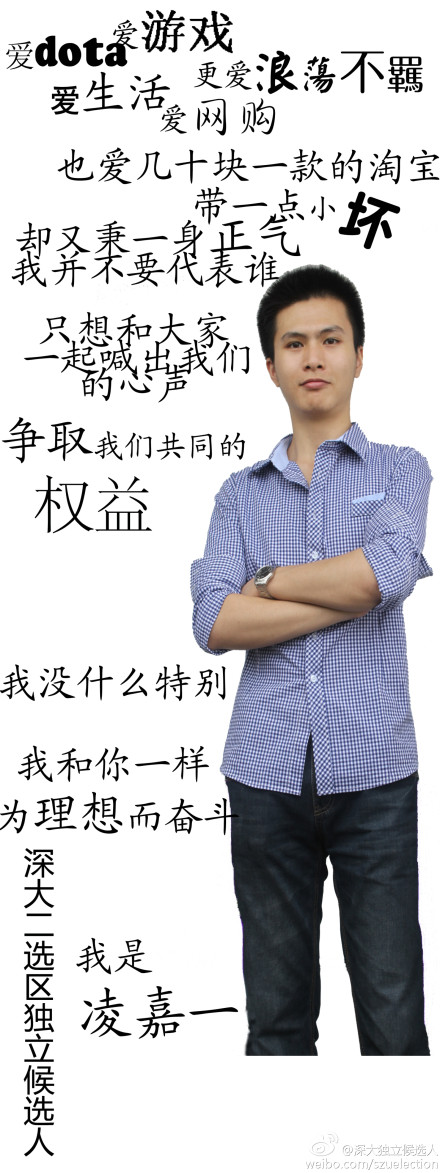 爱游戏
爱dota
更爱浪荡不羁
爱生活
爱网购
也爱几十块一款的淘宝
带一点小坏
却又秉一身正气
我并不要代表谁
只想和大家
一起喊出我们
的心声
争取我们共同的
权益
我没什么特别
我和你一样
为理想而奋斗
深大二选区独立候选人
我是
凌嘉一
@深大独立候选人
weibo.com/szuelection